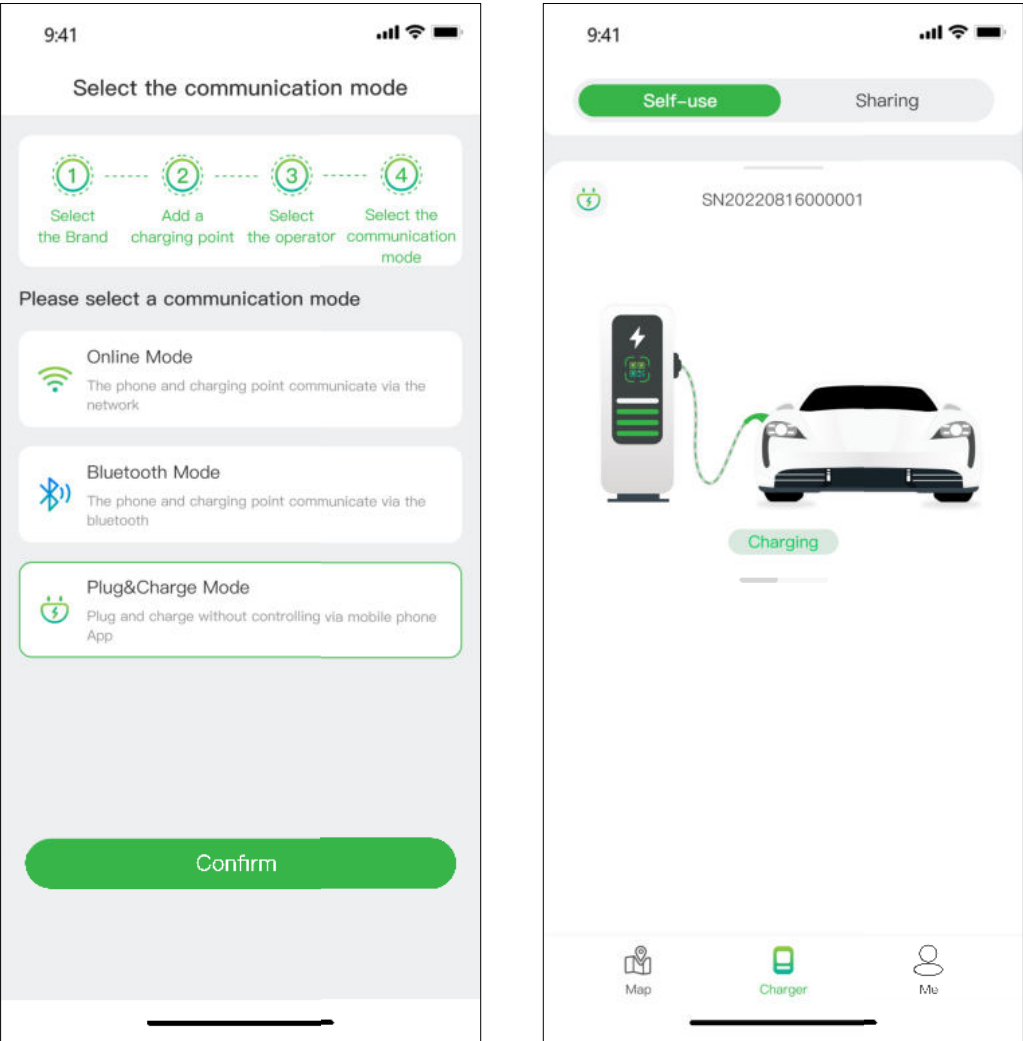 9:41
Select the communication mode
1
2
3
4
Select
the Brand
Add a
charging point
Select
the operator
Select the
communication
mode
Please select a communication mode
Online Mode
The phone and charging point communicate via the
network
Bluetooth Mode
The phone and charging point communicate via the
bluetooth
Plug&Charge Mode
Plug and charge without controlling via mobile phone
App
Confirm
9:41
Self-use
Sharing
SN20220816000001
Charging
Map
Charger
Me